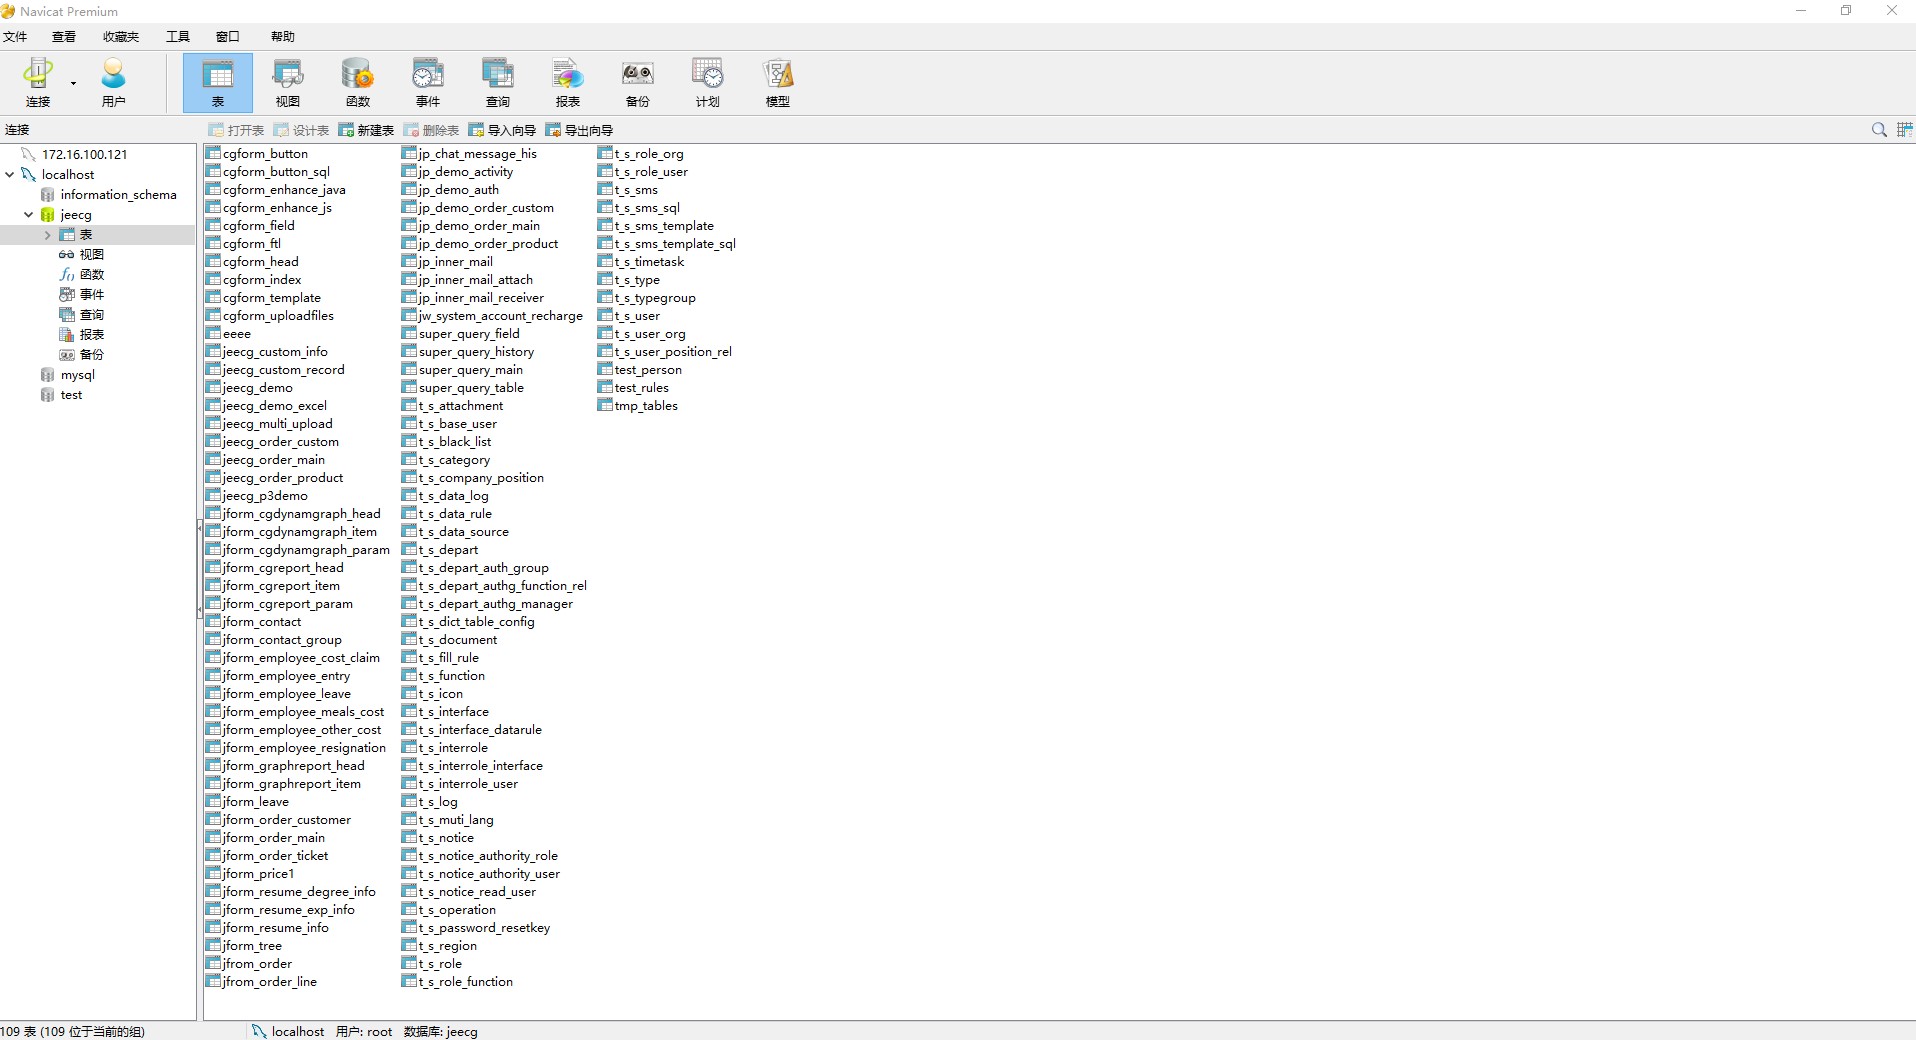 Navicat Premium
文件 查看 收藏夹 工具 窗口 帮助
连接 用户 表 视图 函数 事件 查询 报表 备份 计划 模型
连接
打开表 设计表 新建表 删除表 导入向导 导出向导
172.16.100.121
localhost
information_schema
jeecg
表
视图
函数
事件
查询
报表
备份
mysql
test
cgform_button
cgform_button_sql
cgform_enhance_java
cgform_enhance_js
cgform_field
cgform_ftl
cgform_head
cgform_index
cgform_template
cgform_uploadfiles
eeee
jeecg_custom_info
jeecg_custom_record
jeecg_demo
jeecg_demo_excel
jeecg_multi_upload
jeecg_order_custom
jeecg_order_main
jeecg_order_product
jeecg_p3demo
jform_cgdynamgraph_head
jform_cgdynamgraph_item
jform_cgdynamgraph_param
jform_cgreport_head
jform_cgreport_item
jform_cgreport_param
jform_contact
jform_contact_group
jform_employee_cost_claim
jform_employee_entry
jform_employee_leave
jform_employee_meals_cost
jform_employee_other_cost
jform_employee_resignation
jform_graphreport_head
jform_graphreport_item
jform_leave
jform_order_customer
jform_order_main
jform_order_ticket
jform_price1
jform_resume_degree_info
jform_resume_exp_info
jform_resume_info
jform_tree
jfrom_order
jfrom_order_line
jp_chat_message_his
jp_demo_activity
jp_demo_auth
jp_demo_order_custom
jp_demo_order_main
jp_demo_order_product
jp_inner_mail
jp_inner_mail_attach
jp_inner_mail_receiver
jw_system_account_recharge
super_query_field
super_query_history
super_query_main
super_query_table
t_s_attachment
t_s_base_user
t_s_black_list
t_s_category
t_s_company_position
t_s_data_log
t_s_data_rule
t_s_data_source
t_s_depart
t_s_depart_auth_group
t_s_depart_authg_function_rel
t_s_depart_authg_manager
t_s_dict_table_config
t_s_document
t_s_fill_rule
t_s_function
t_s_icon
t_s_interface
t_s_interface_datarule
t_s_interrole
t_s_interrole_interface
t_s_interrole_user
t_s_log
t_s_muti_lang
t_s_notice
t_s_notice_authority_role
t_s_notice_authority_user
t_s_notice_read_user
t_s_operation
t_s_password_resetkey
t_s_region
t_s_role
t_s_role_function
t_s_role_org
t_s_role_user
t_s_sms
t_s_sms_sql
t_s_sms_template
t_s_sms_template_sql
t_s_timetask
t_s_type
t_s_typegroup
t_s_user
t_s_user_org
t_s_user_position_rel
test_person
test_rules
tmp_tables
109 表 (109 位于当前的组) localhost 用户: root 数据库: jeecg